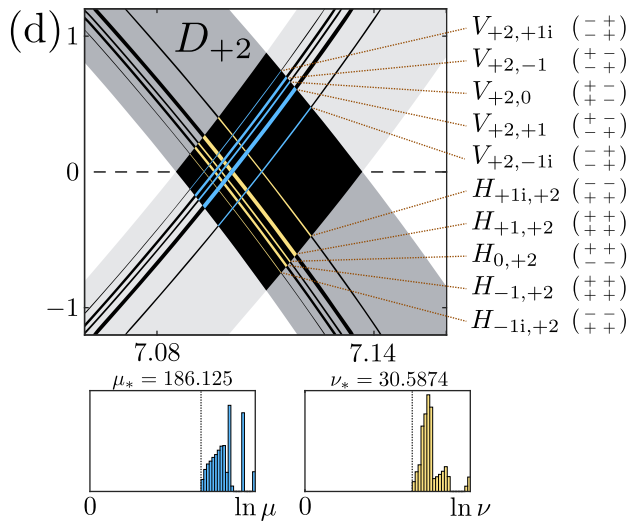 (d)
1
0
−1
D₊₂
7.08
7.14
V₊₂,₊₁ᵢ (− + / − +)
V₊₂,₋₁ (+ − / − +)
V₊₂,₀ (+ − / + −)
V₊₂,₊₁ (+ − / − +)
V₊₂,₋₁ᵢ (− + / − +)
H₊₁ᵢ,₊₂ (− − / + +)
H₊₁,₊₂ (+ + / + +)
H₀,₊₂ (+ + / − −)
H₋₁,₊₂ (+ + / + +)
H₋₁ᵢ,₊₂ (− − / + +)
μ* = 186.125
ν* = 30.5874
0
ln μ
0
ln ν